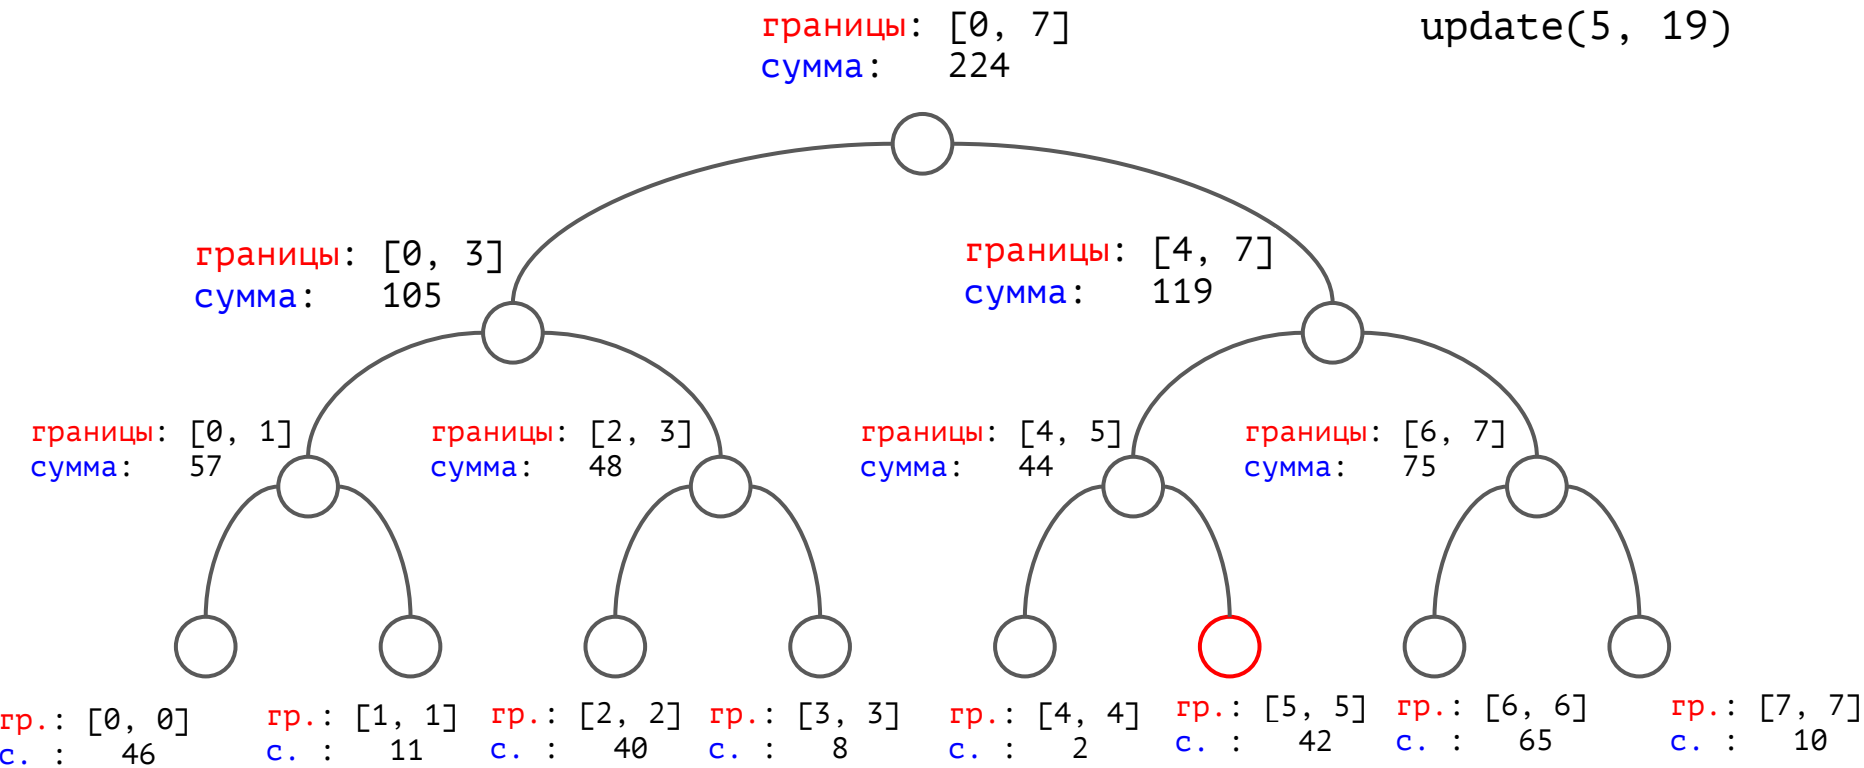 границы: [0, 7]
сумма: 224
update(5, 19)
границы: [0, 3]
сумма: 105
границы: [4, 7]
сумма: 119
границы: [0, 1]
сумма: 57
границы: [2, 3]
сумма: 48
границы: [4, 5]
сумма: 44
границы: [6, 7]
сумма: 75
гр.: [0, 0]
с. : 46
гр.: [1, 1]
с. : 11
гр.: [2, 2]
с. : 40
гр.: [3, 3]
с. : 8
гр.: [4, 4]
с. : 2
гр.: [5, 5]
с. : 42
гр.: [6, 6]
с. : 65
гр.: [7, 7]
с. : 10